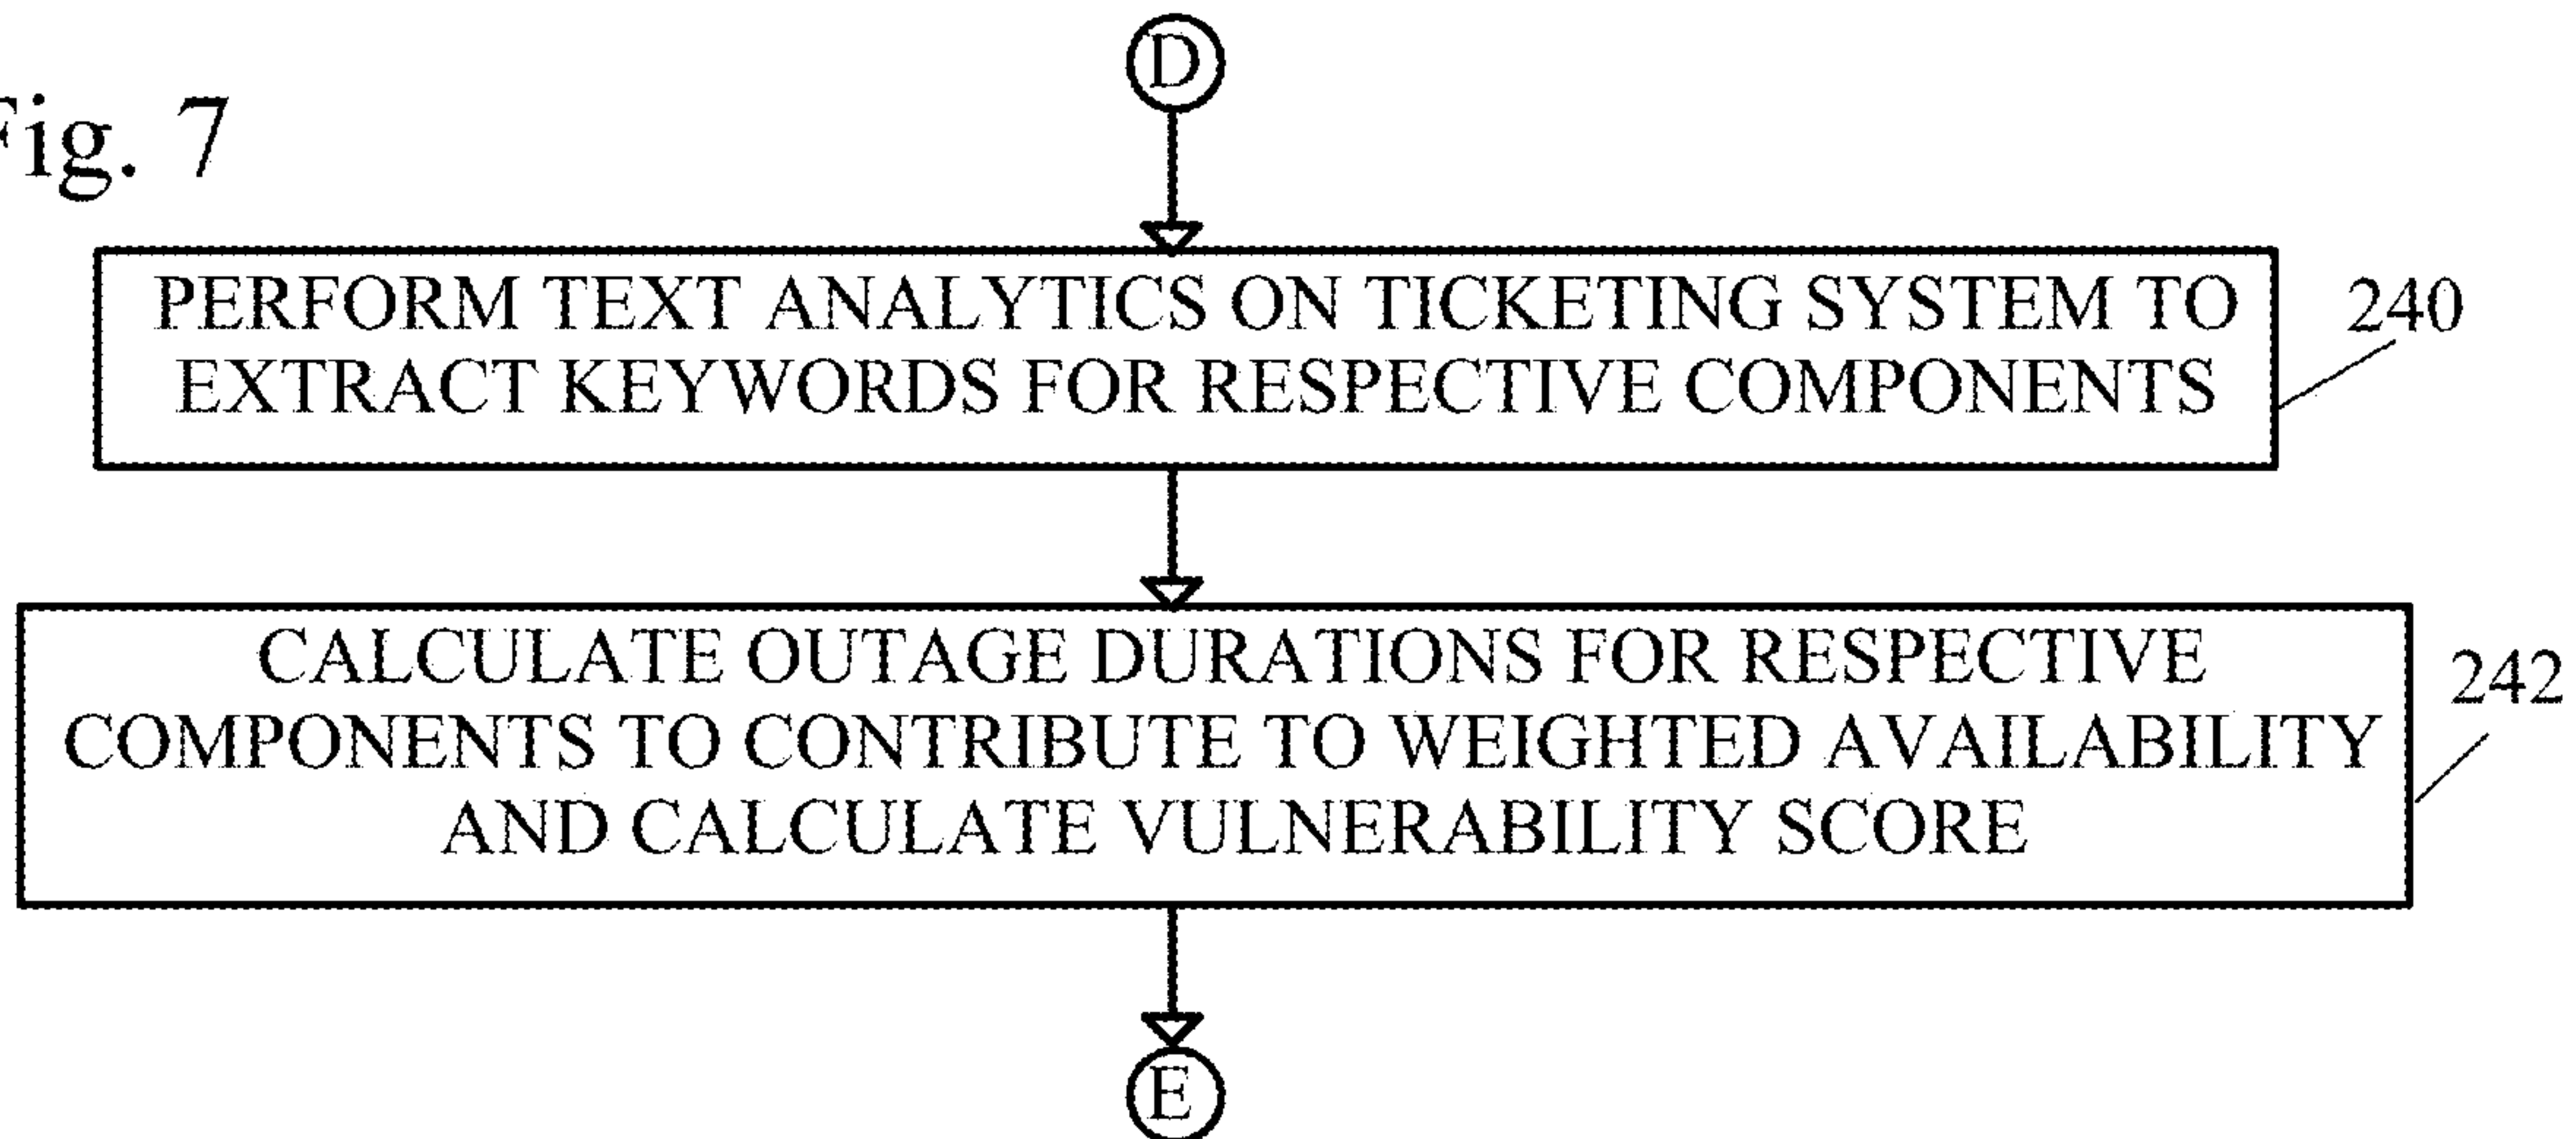 D
Fig. 7
PERFORM TEXT ANALYTICS ON TICKETING SYSTEM TO
EXTRACT KEYWORDS FOR RESPECTIVE COMPONENTS
240
CALCULATE OUTAGE DURATIONS FOR RESPECTIVE
COMPONENTS TO CONTRIBUTE TO WEIGHTED AVAILABILITY
AND CALCULATE VULNERABILITY SCORE
242
E